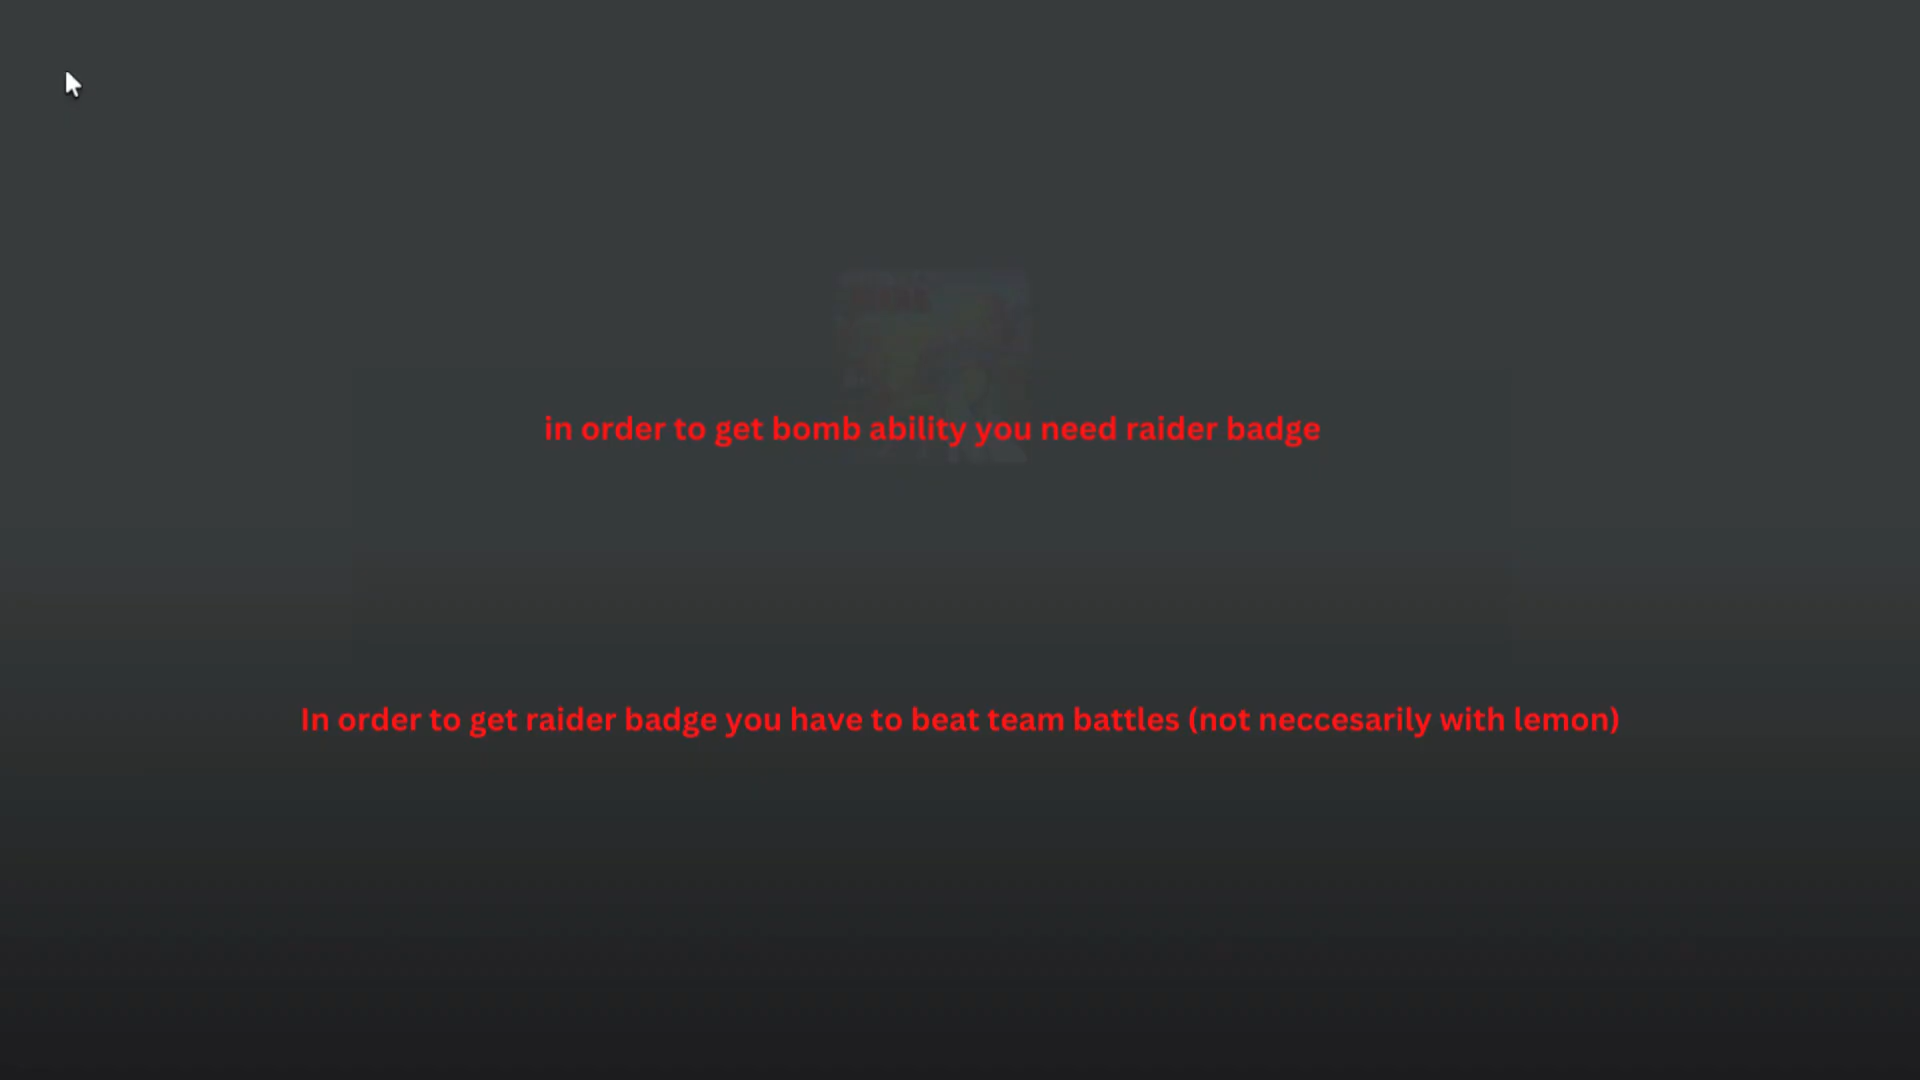 in order to get bomb ability you need raider badge
In order to get raider badge you have to beat team battles (not neccesarily with lemon)